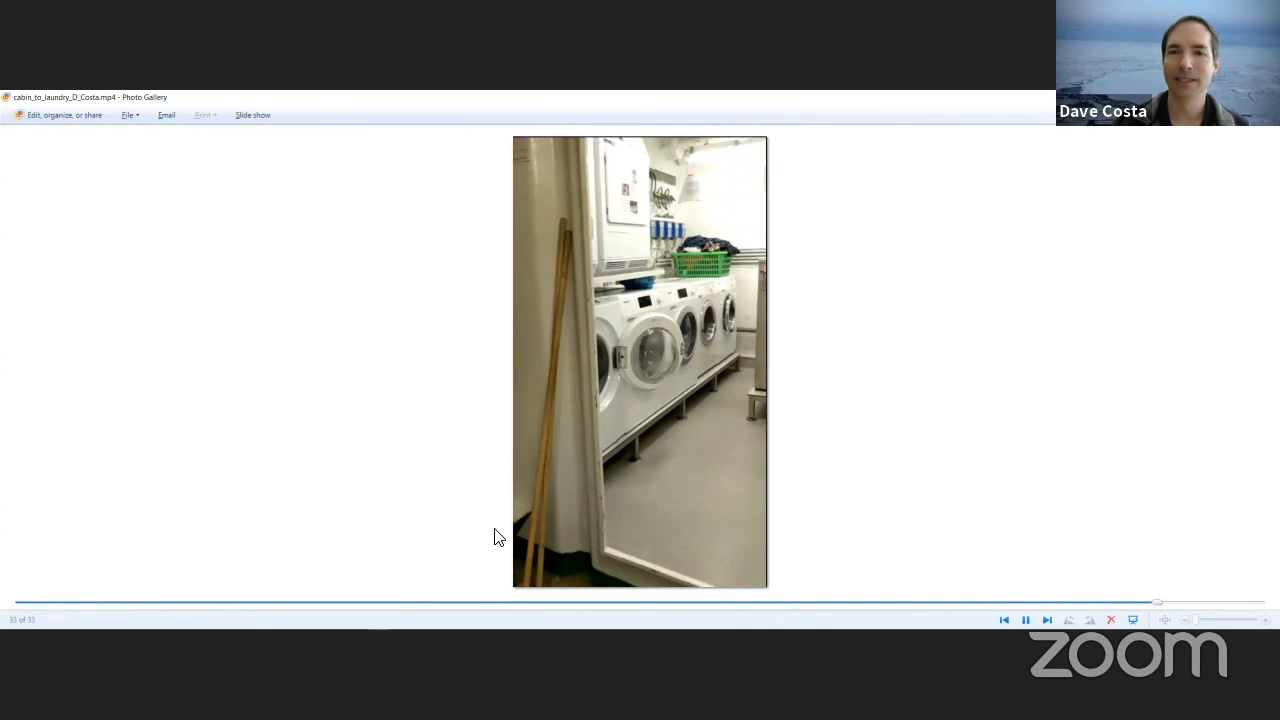 cabin_to_laundry_D_Costa.mp4 - Photo Gallery
Edit, organize, or share File Email Print Slide show
Dave Costa
33 of 33
zoom